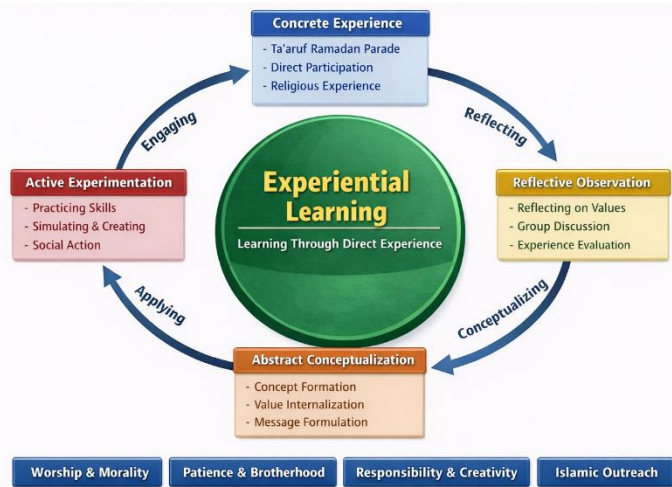 Concrete Experience
- Ta'aruf Ramadan Parade
- Direct Participation
- Religious Experience
Engaging
Reflecting
Active Experimentation
- Practicing Skills
- Simulating & Creating
- Social Action
Experiential
Learning
Learning Through Direct Experience
Reflective Observation
- Reflecting on Values
- Group Discussion
- Experience Evaluation
Applying
Conceptualizing
Abstract Conceptualization
- Concept Formation
- Value Internalization
- Message Formulation
Worship & Morality
Patience & Brotherhood
Responsibility & Creativity
Islamic Outreach